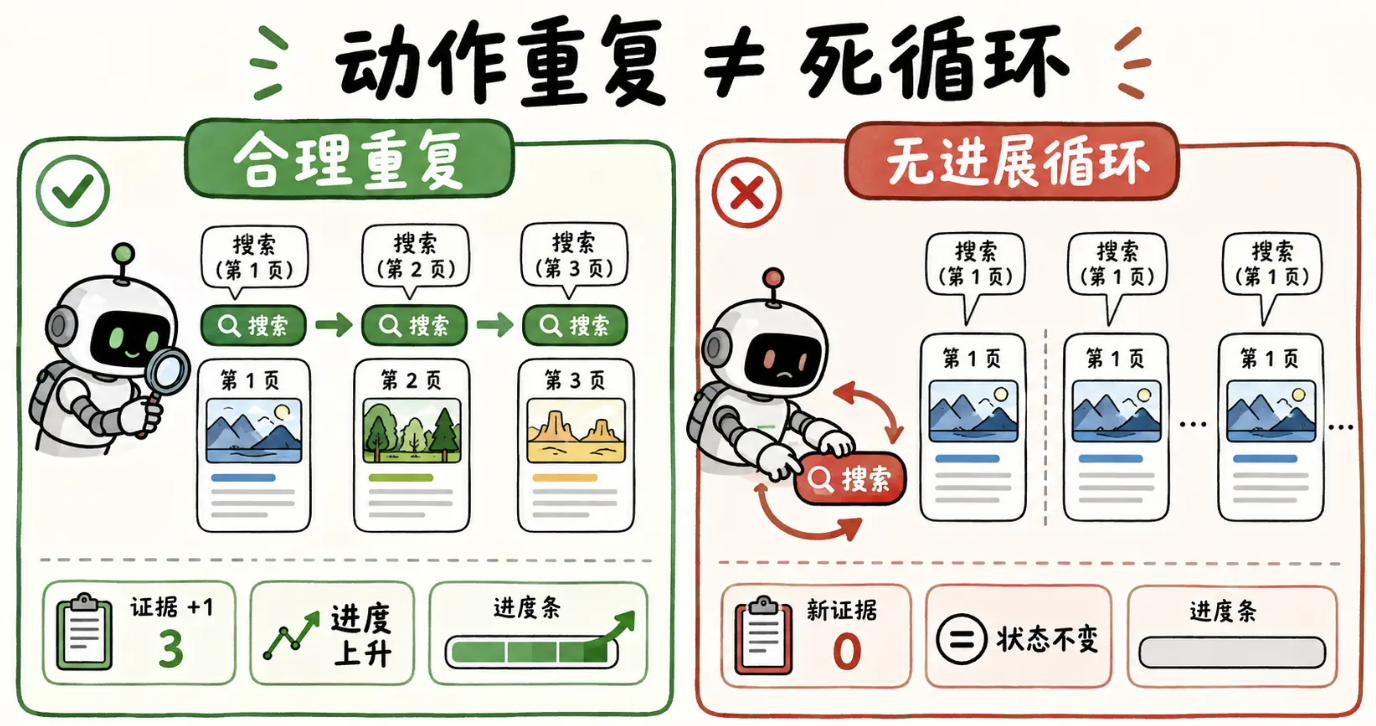 动作重复 ≠ 死循环
合理重复
搜索
(第 1 页)
搜索
(第 2 页)
搜索
(第 3 页)
搜索
搜索
搜索
第 1 页
第 2 页
第 3 页
证据 +1
3
进度
上升
进度条
无进展循环
搜索
(第 1 页)
搜索
(第 1 页)
搜索
(第 1 页)
搜索
第 1 页
第 1 页
...
第 1 页
...
新证据
0
状态不变
进度条